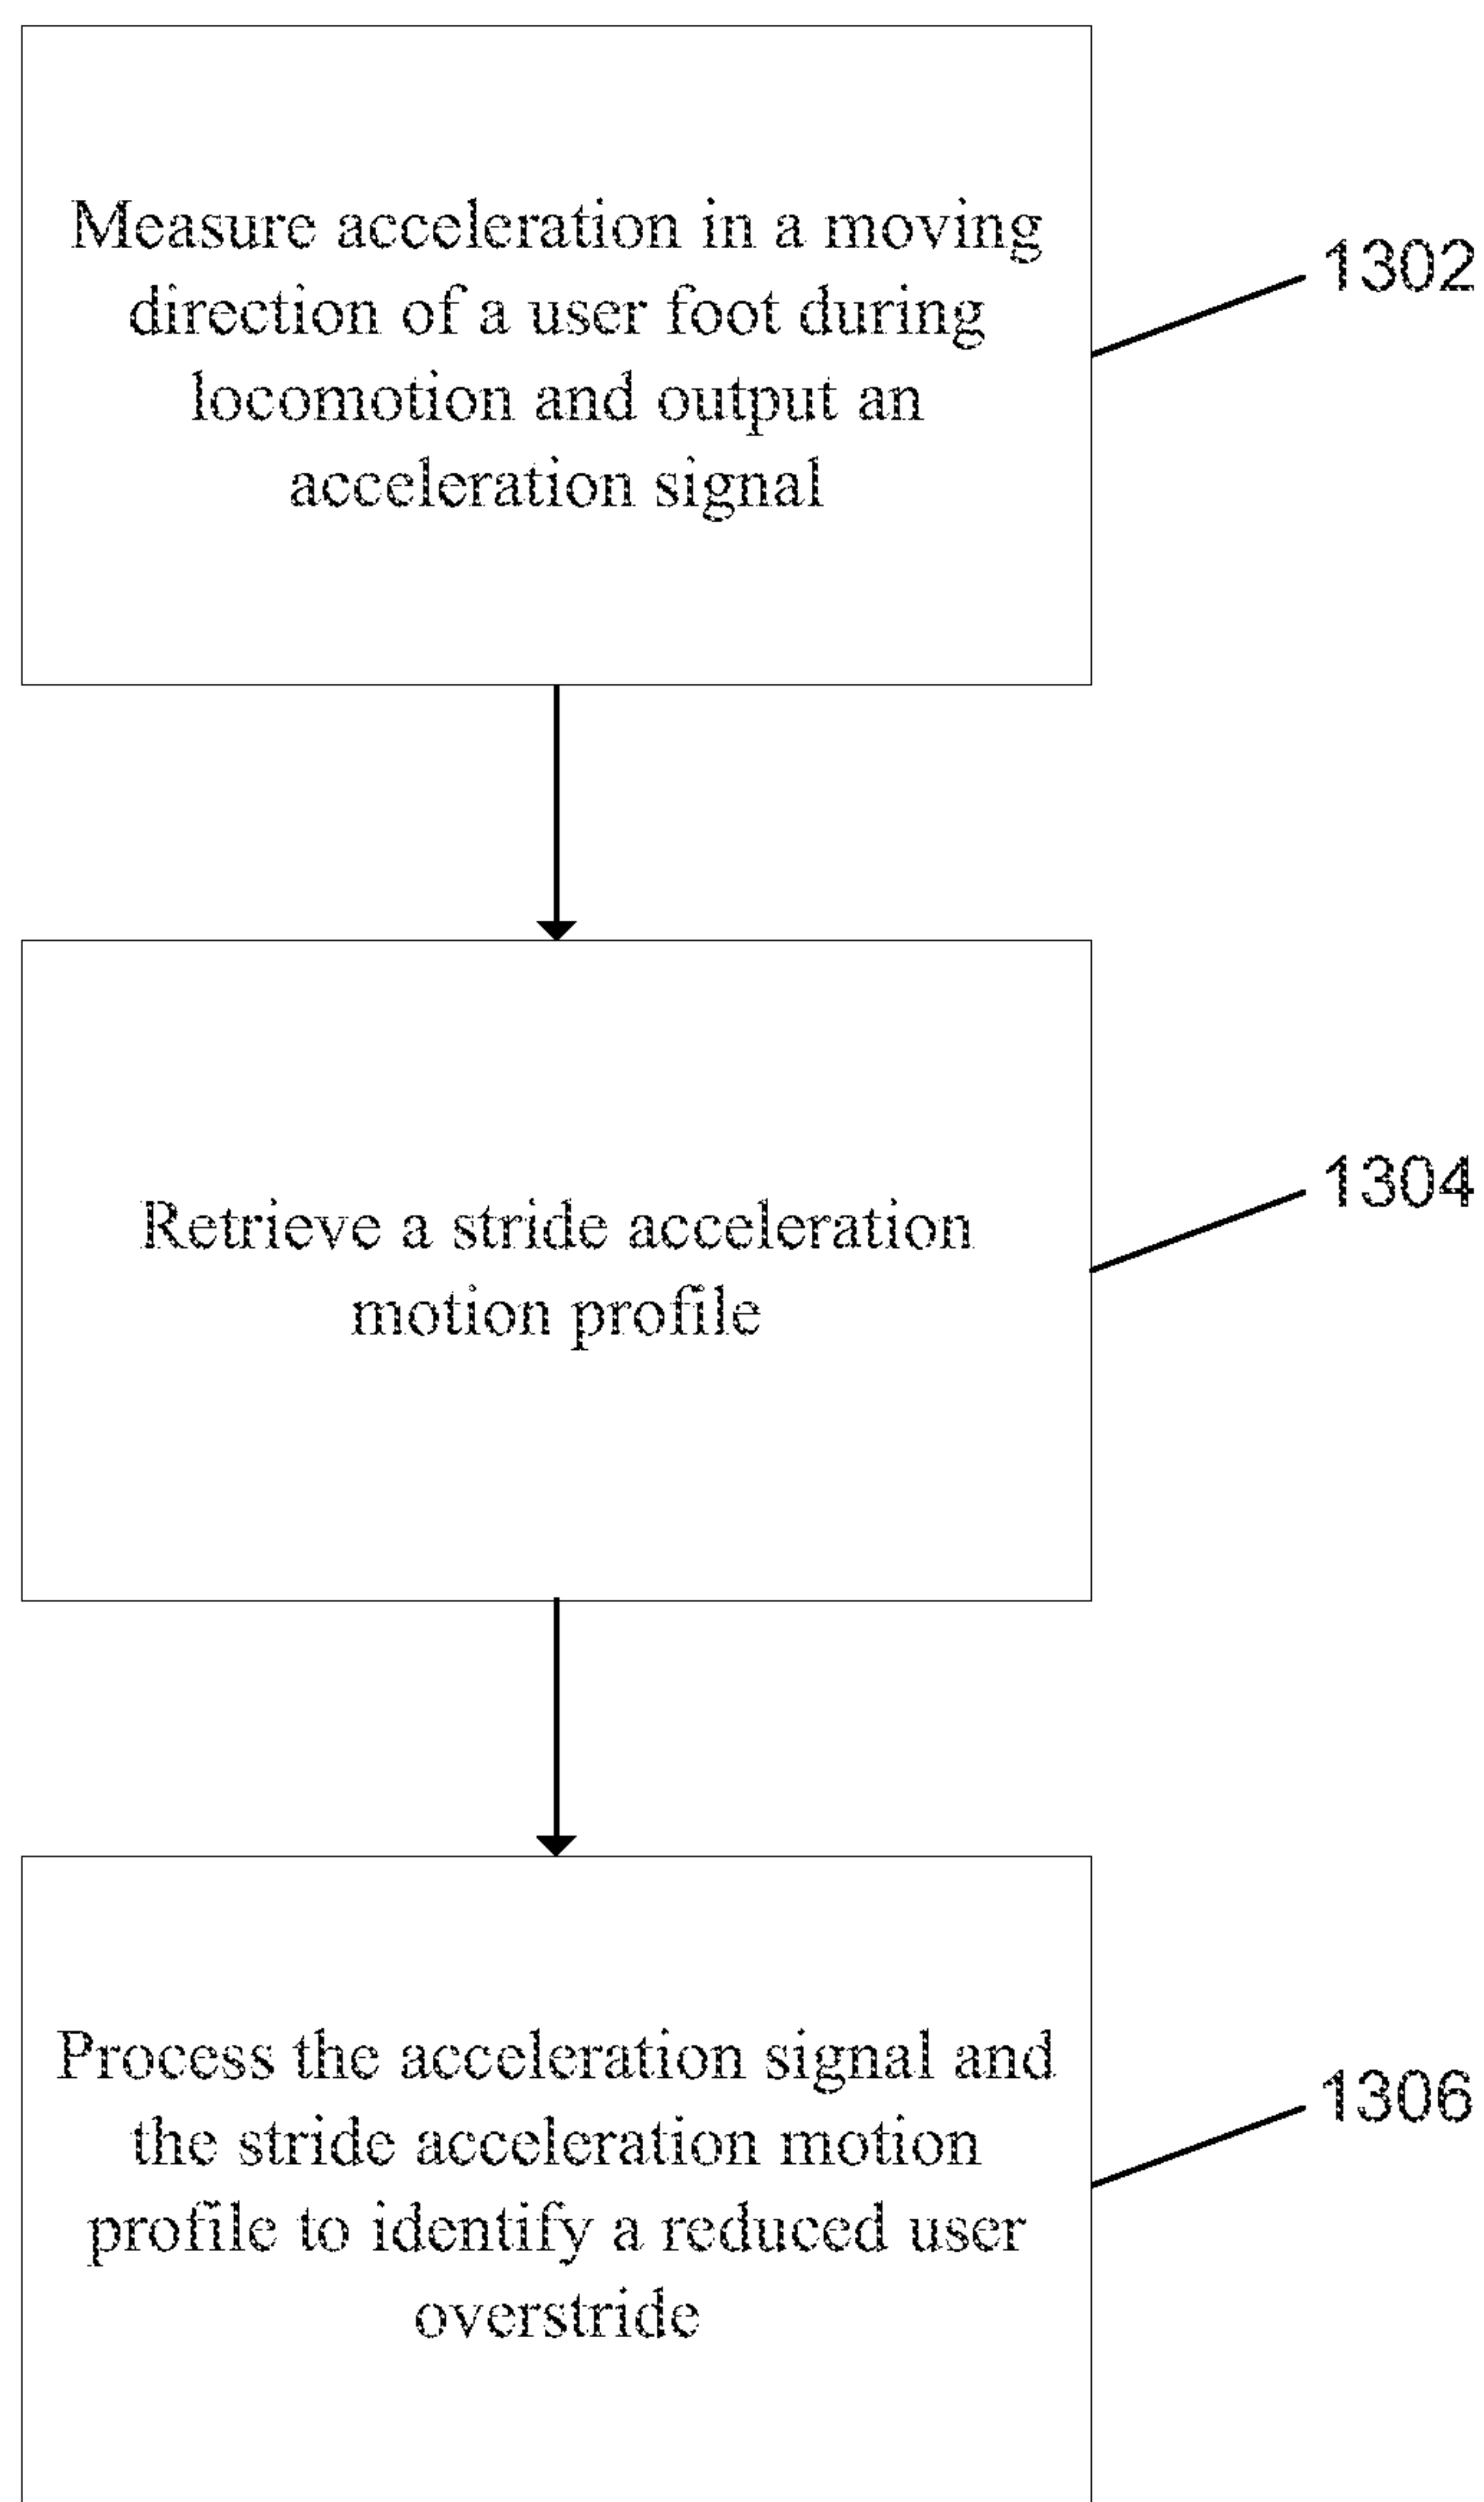 Measure acceleration in a moving
direction of a user foot during
locomotion and output an
acceleration signal
1302
Retrieve a stride acceleration
motion profile
1304
Process the acceleration signal and
the stride acceleration motion
profile to identify a reduced user
overstride
1306